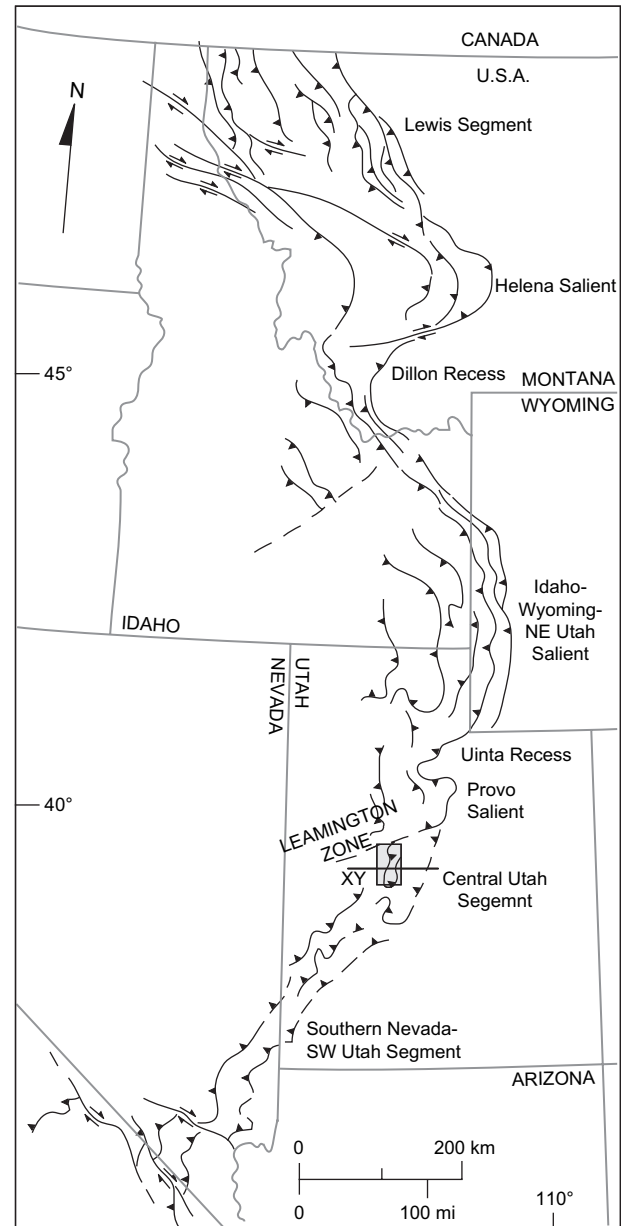 CANADA
U.S.A.
N
Lewis Segment
Helena Salient
45°
Dillon Recess
MONTANA
WYOMING
Idaho-
Wyoming-
NE Utah
Salient
IDAHO
UTAH
NEVADA
Uinta Recess
40°
Provo
Salient
LEAMINGTON
ZONE
XY
Central Utah
Segemnt
Southern Nevada-
SW Utah Segment
ARIZONA
0 200 km
0 100 mi
110°